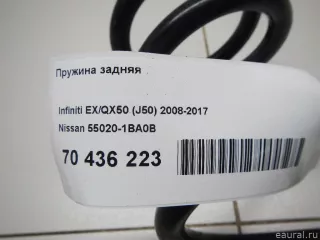 Пружина задняя
Infiniti EX/QX50 (J50) 2008-2017
Nissan 55020-1BA0B
70 436 223
eaural.ru